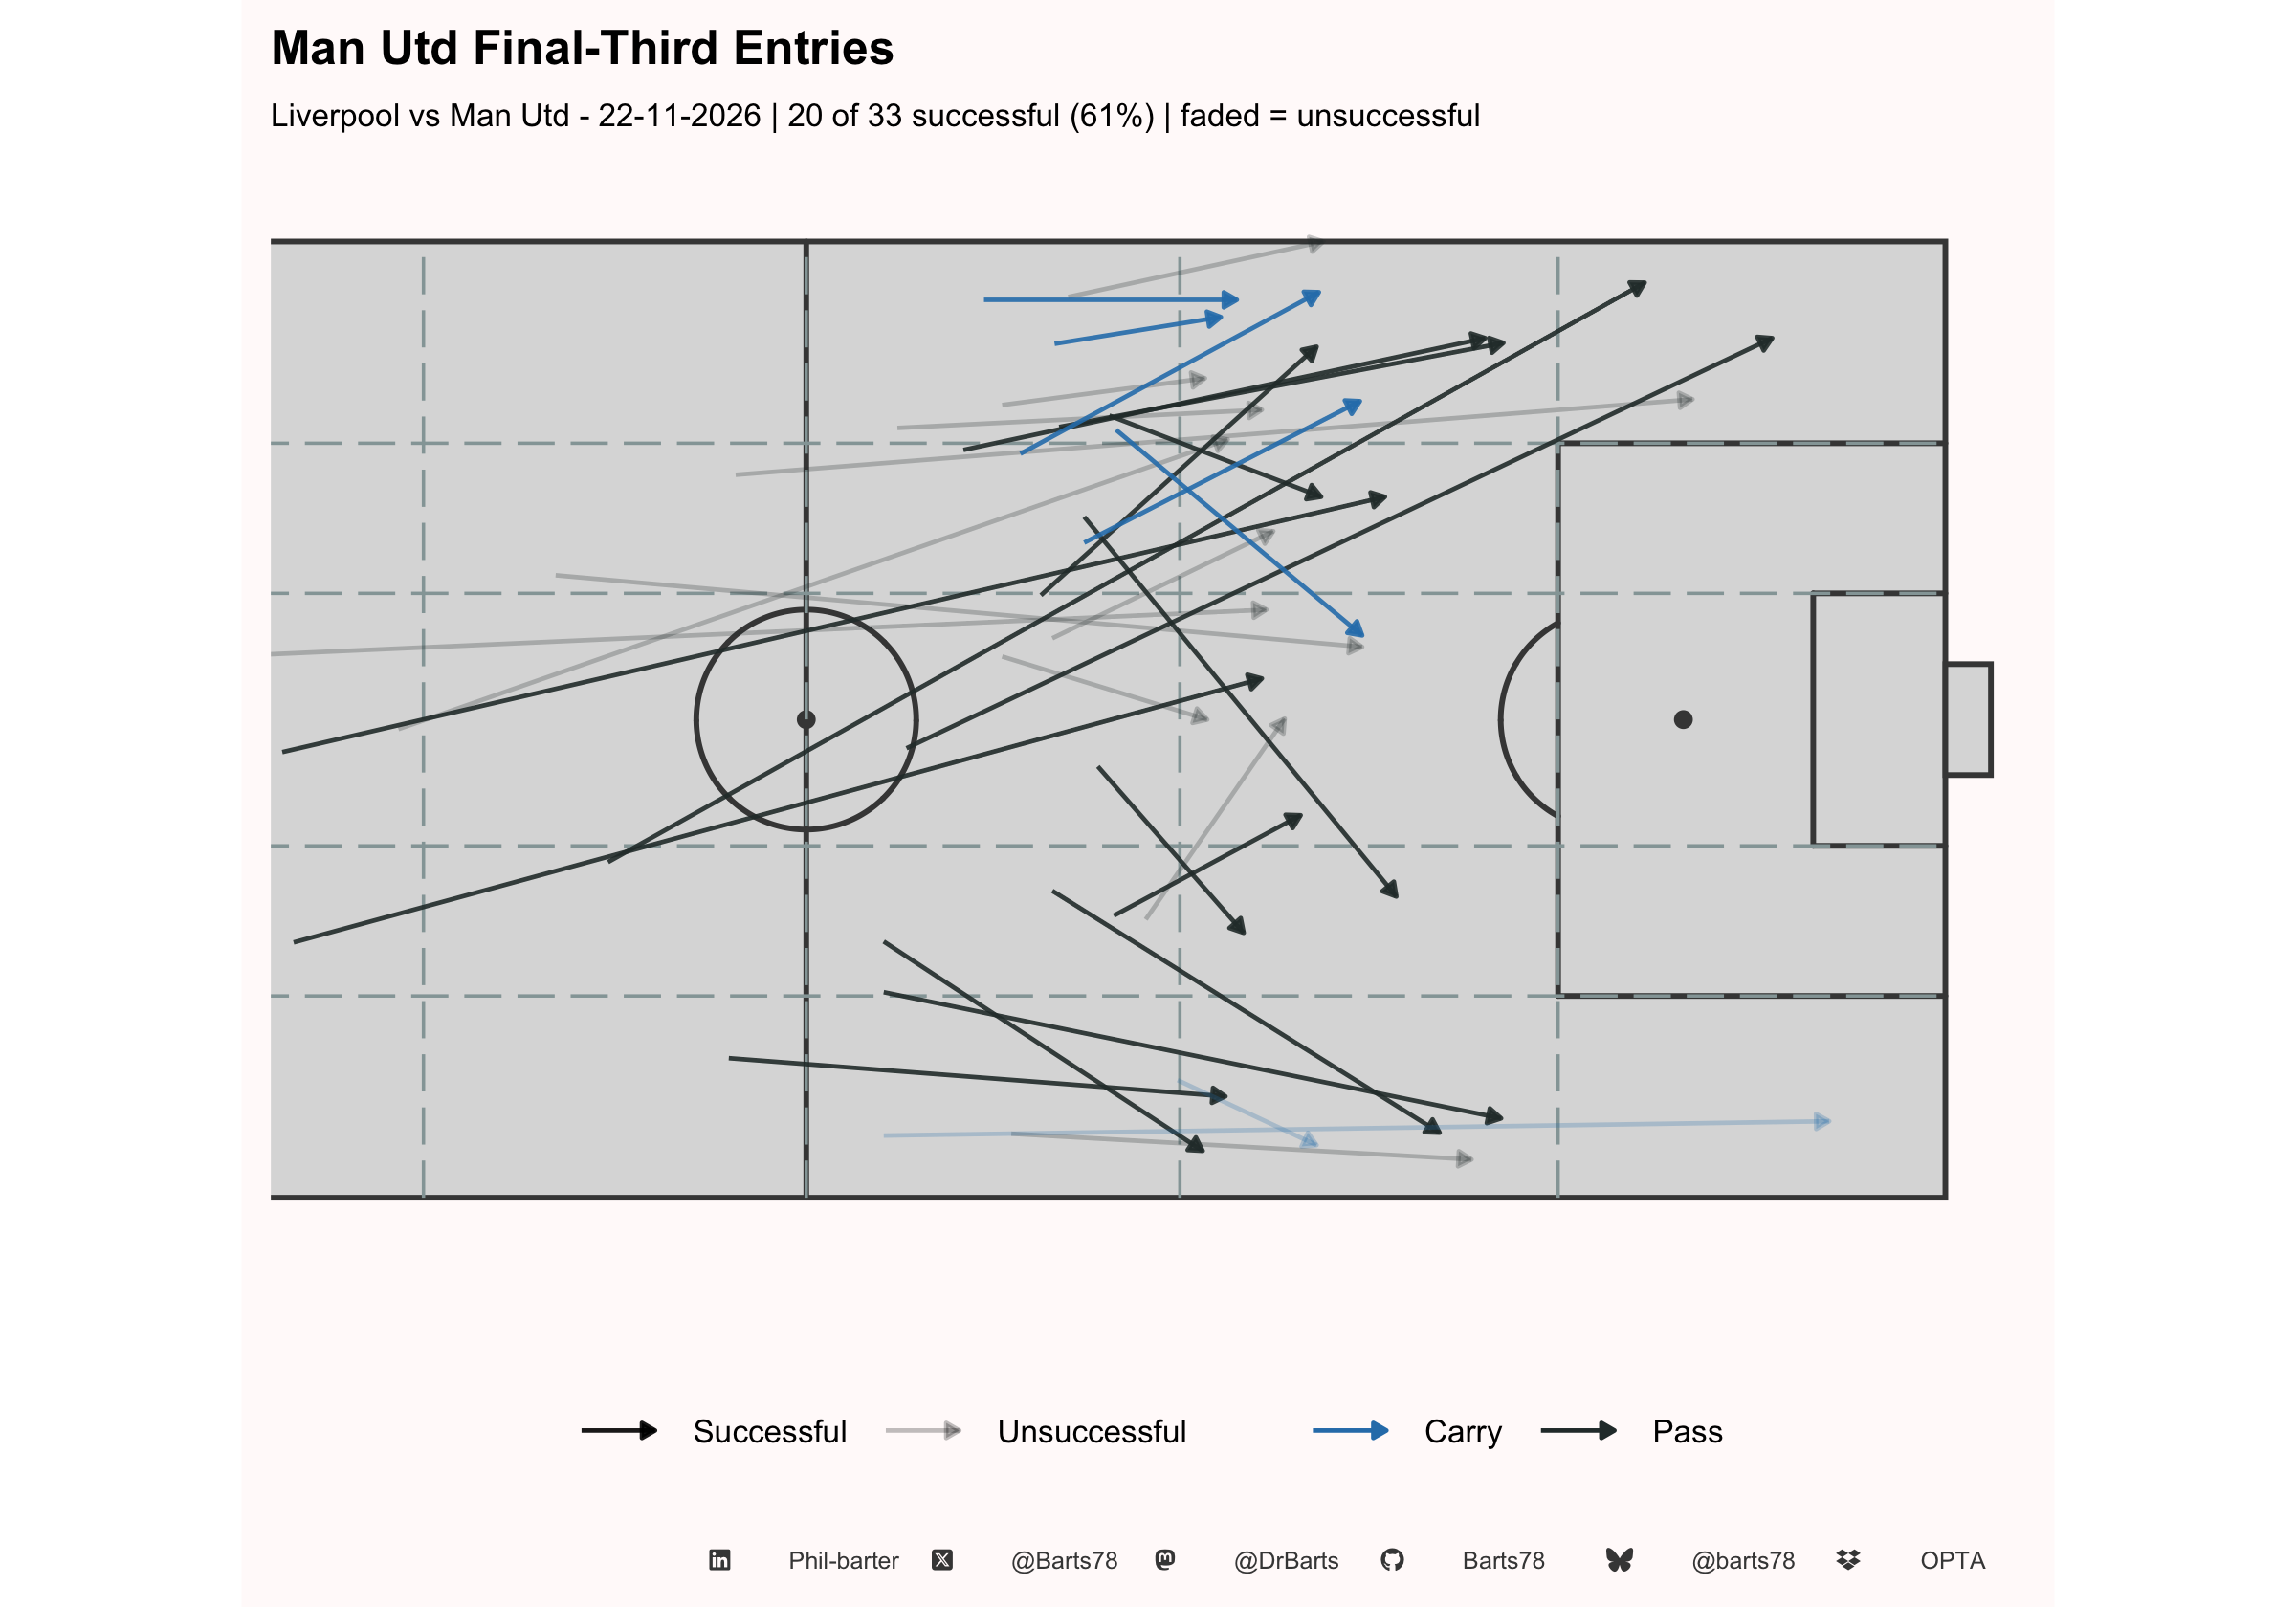 Man Utd Final-Third Entries
Liverpool vs Man Utd - 22-11-2026 | 20 of 33 successful (61%) | faded = unsuccessful
Successful Unsuccessful Carry Pass
Phil-barter @Barts78 @DrBarts Barts78 @barts78 OPTA